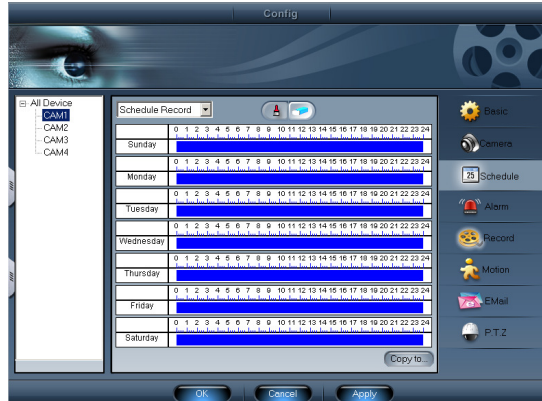 Config
All Device
CAM1
CAM2
CAM3
CAM4
Schedule Record
0 1 2 3 4 5 6 7 8 9 10 11 12 13 14 15 16 17 18 19 20 21 22 23 24
Sunday
0 1 2 3 4 5 6 7 8 9 10 11 12 13 14 15 16 17 18 19 20 21 22 23 24
Monday
0 1 2 3 4 5 6 7 8 9 10 11 12 13 14 15 16 17 18 19 20 21 22 23 24
Tuesday
0 1 2 3 4 5 6 7 8 9 10 11 12 13 14 15 16 17 18 19 20 21 22 23 24
Wednesday
0 1 2 3 4 5 6 7 8 9 10 11 12 13 14 15 16 17 18 19 20 21 22 23 24
Thursday
0 1 2 3 4 5 6 7 8 9 10 11 12 13 14 15 16 17 18 19 20 21 22 23 24
Friday
0 1 2 3 4 5 6 7 8 9 10 11 12 13 14 15 16 17 18 19 20 21 22 23 24
Saturday
Copy to...
Basic
Camera
25 Schedule
Alarm
Record
Motion
EMail
P.T.Z
OK
Cancel
Apply